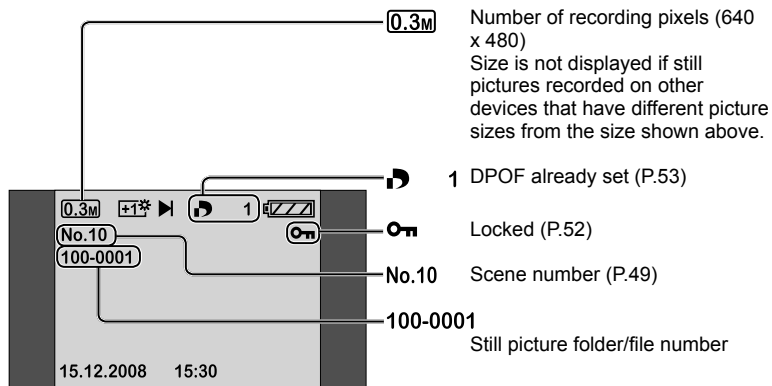 0.3M Number of recording pixels (640
x 480)
Size is not displayed if still
pictures recorded on other
devices that have different picture
sizes from the size shown above.
1 DPOF already set (P.53)
Locked (P.52)
No.10 Scene number (P.49)
100-0001
Still picture folder/file number
0.3M +1 1
No.10
100-0001
15.12.2008 15:30